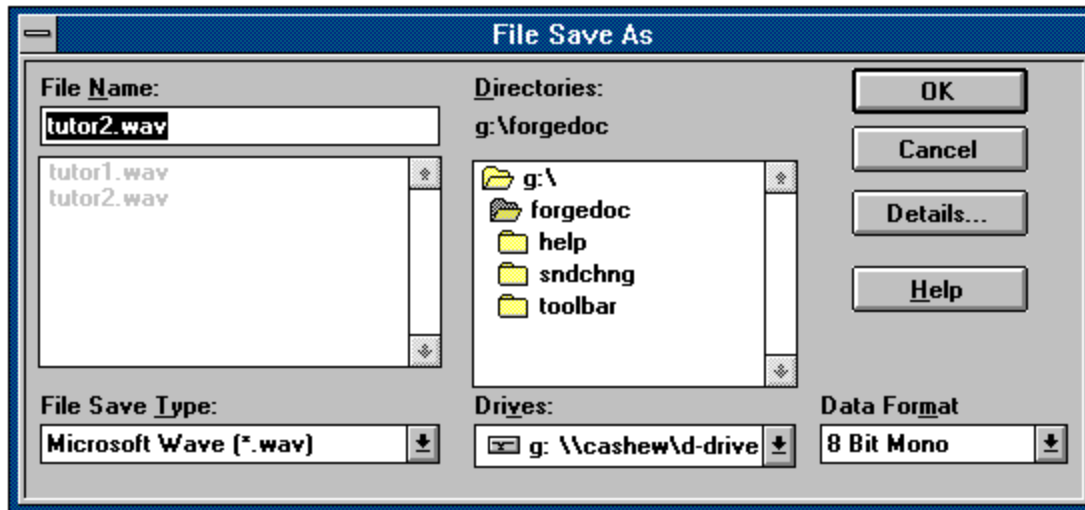 File Save As
File Name:
tutor2.wav
tutor1.wav
tutor2.wav
File Save Type:
Microsoft Wave (*.wav)
Directories:
g:\forgedoc
g:\
forgedoc
help
sndchng
toolbar
Drives:
g: \\cashew\d-drive
OK
Cancel
Details...
Help
Data Format
8 Bit Mono